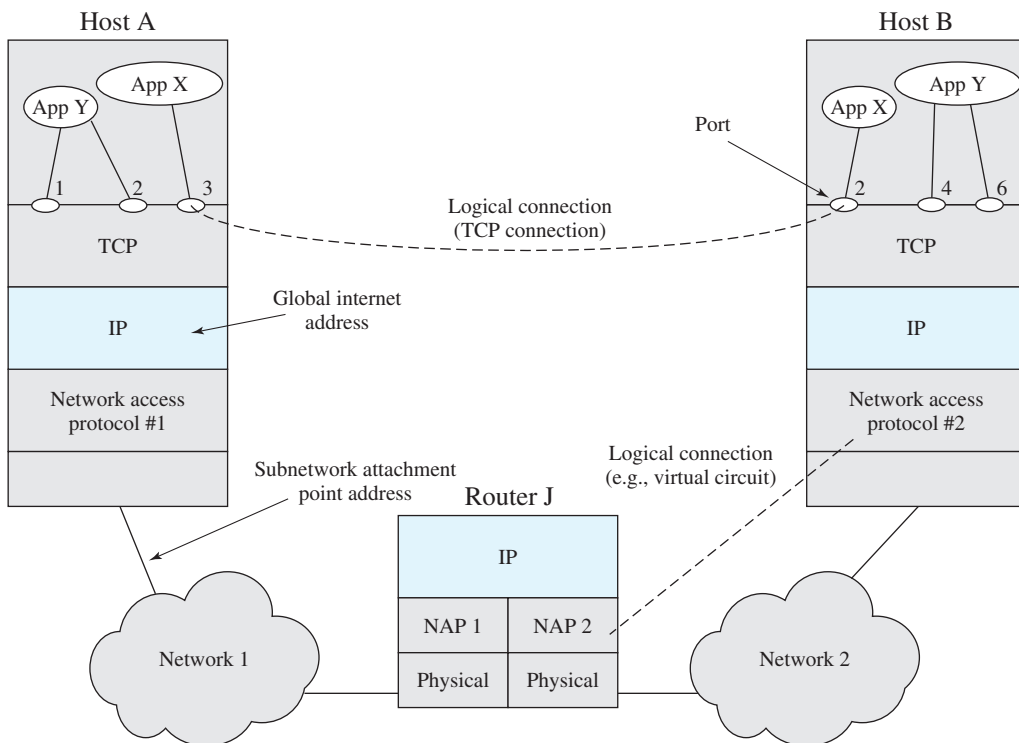 Host A
Host B
App X
App Y
App Y
App X
Port
1
2
3
2
4
6
Logical connection
(TCP connection)
TCP
TCP
Global internet
address
IP
IP
Network access
protocol #1
Network access
protocol #2
Logical connection
(e.g., virtual circuit)
Subnetwork attachment
point address
Router J
IP
NAP 1
NAP 2
Network 1
Network 2
Physical
Physical